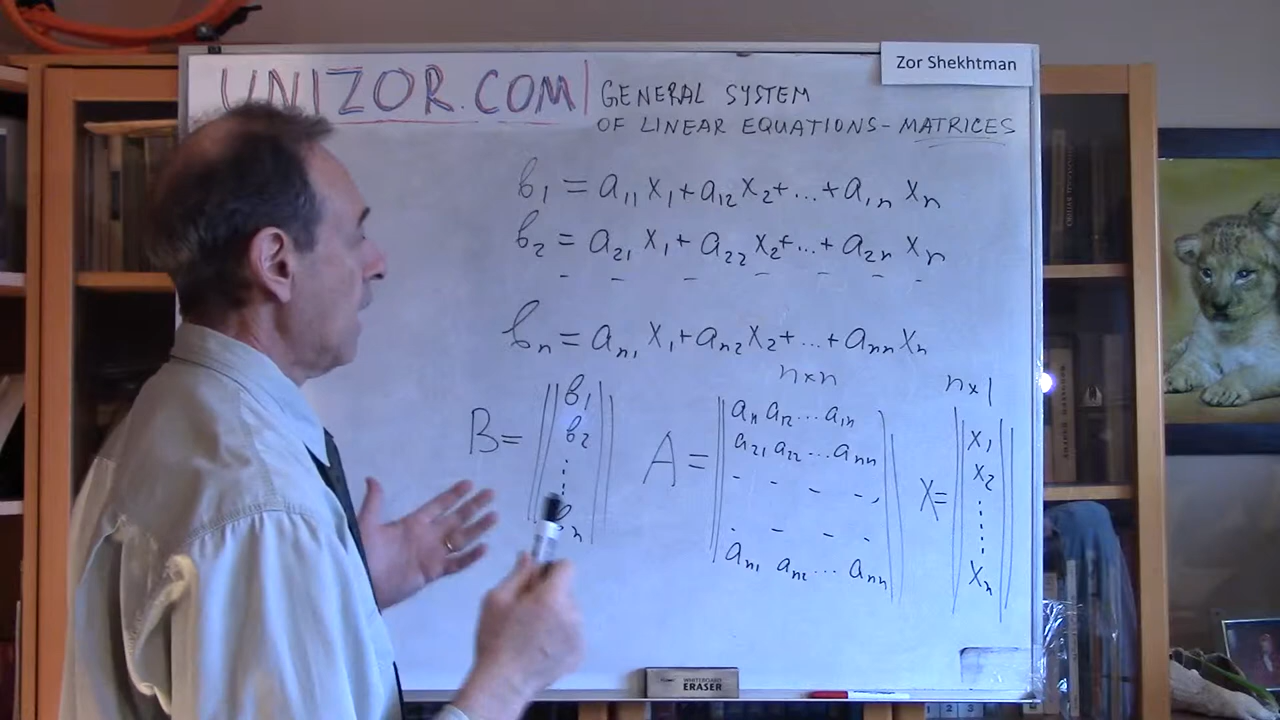 Zor Shekhtman
UNIZOR.COM
GENERAL SYSTEM
OF LINEAR EQUATIONS - MATRICES
b₁ = a₁₁ x₁ + a₁₂ x₂ + ... + a₁ₙ xₙ
b₂ = a₂₁ x₁ + a₂₂ x₂ + ... + a₂ₙ xₙ
- - - - - - -
bₙ = aₙ₁ x₁ + aₙ₂ x₂ + ... + aₙₙ xₙ
n×n
n×1
B =
b₁
b₂
A =
a₁₁ a₁₂ ... a₁ₙ
a₂₁ a₂₂ ... aₙₙ
- - - -
- - - -
aₙ₁ aₙ₂ ... aₙₙ
X =
x₁
x₂
xₙ
WHITEBOARD
ERASER